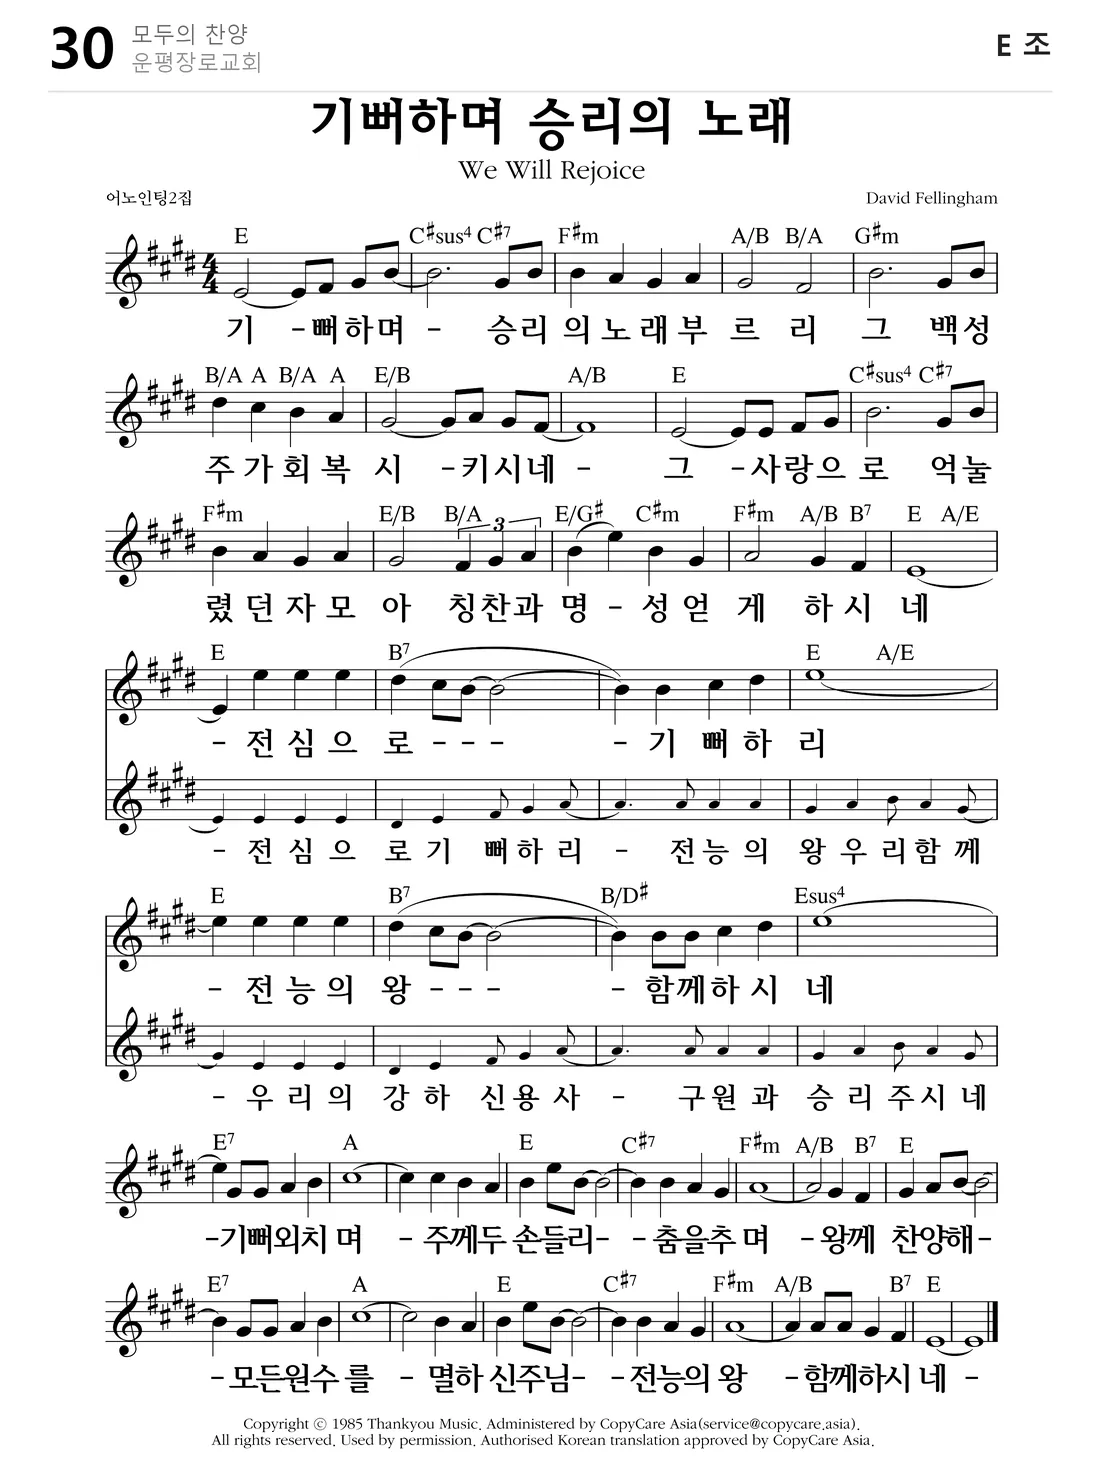 30 모두의 찬양
운평장로교회
E 조
기뻐하며 승리의 노래
We Will Rejoice
어노인팅2집 David Fellingham
E C#sus4 C#7 F#m A/B B/A G#m
기 - 뻐하며 - 승리 의 노 래 부 르 리 그 백성
B/A A B/A A E/B A/B E C#sus4 C#7
주 가 회 복 시 - 키시네 - 그 - 사랑으 로 억눌
F#m E/B B/A 3 E/G# C#m F#m A/B B7 E A/E
렸 던 자 모 아 칭찬과 명 - 성 얻 게 하 시 네
E B7 E A/E
- 전 심 으 로 - - - - 기 뻐 하 리
- 전 심 으 로 기 뻐 하 리 - 전 능 의 왕 우 리 함 께
E B7 B/D# Esus4
- 전 능 의 왕 - - - - 함께하 시 네
- 우 리 의 강 하 신 용 사 - 구 원 과 승 리 주 시 네
E7 A E C#7 F#m A/B B7 E
-기뻐외치 며 - 주께두 손들리- - 춤을추 며 - 왕께 찬양해-
E7 A E C#7 F#m A/B B7 E
- 모든원수 를 - 멸하 신주님- - 전능의 왕 - 함께하시 네 -
Copyright ⓒ 1985 Thankyou Music. Administered by CopyCare Asia(service@copycare.asia).
All rights reserved. Used by permission. Authorised Korean translation approved by CopyCare Asia.